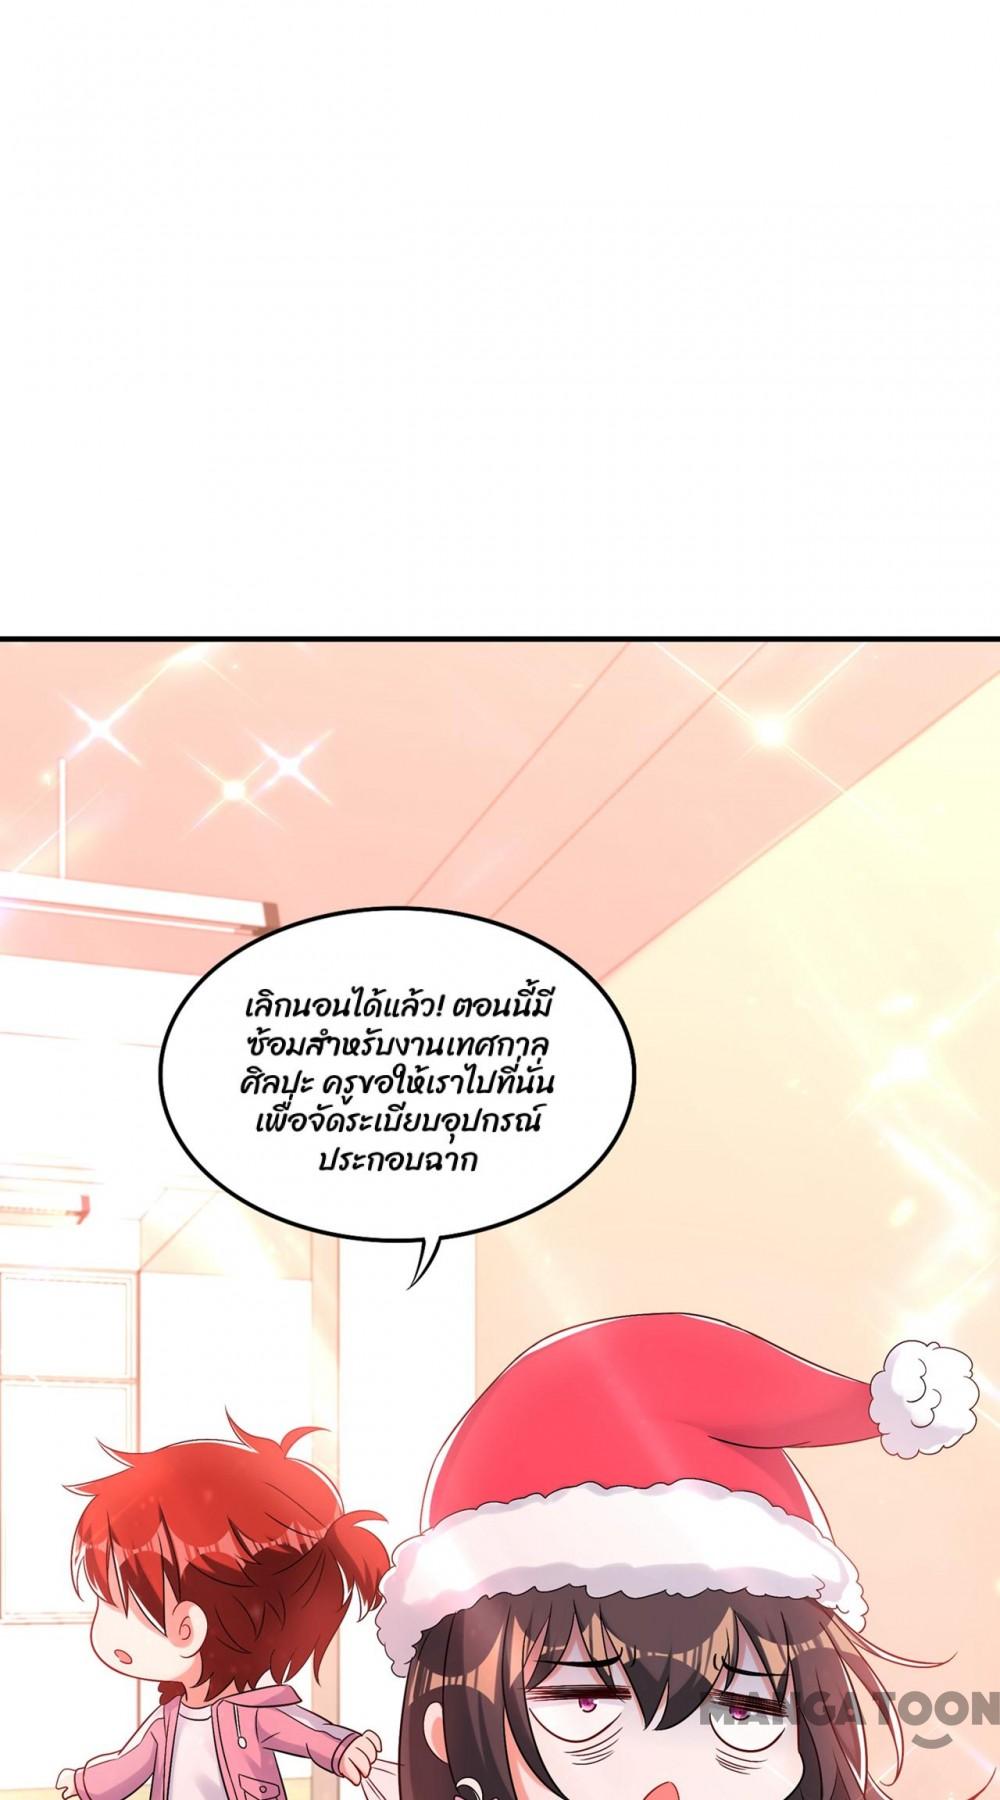 เลิกนอนได้แล้ว! ตอนนี้มี
ซ้อมสำหรับงานเทศกาล
ศิลปะ ครูขอให้เราไปที่นั่น
เพื่อจัดระเบียบอุปกรณ์
ประกอบฉาก
MANGATOON